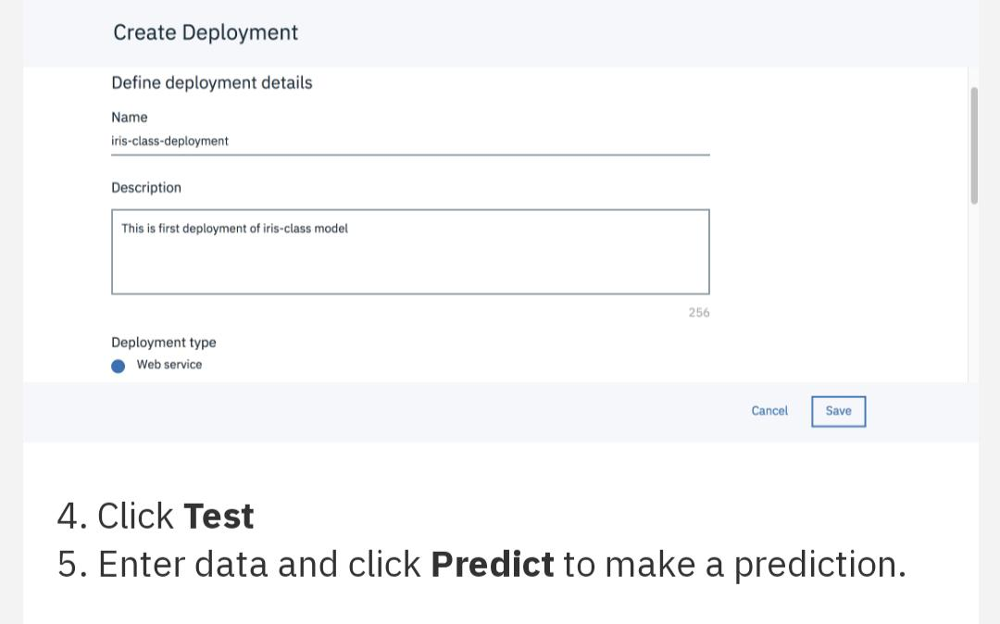 Create Deployment
Define deployment details
Name
iris-class-deployment
Description
This is first deployment of iris-class model
256
Deployment type
Web service
Cancel Save
4. Click Test
5. Enter data and click Predict to make a prediction.